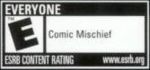 EVERYONE
E
Comic Mischief
ESRB CONTENT RATING www.esrb.org